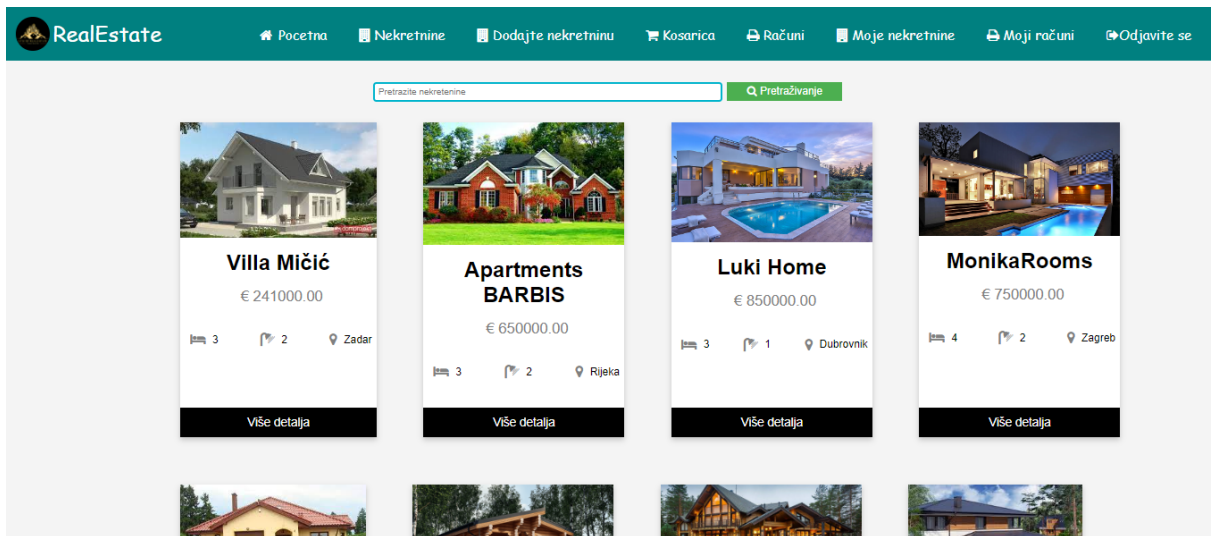 RealEstate
Pocetna
Nekretnine
Dodajte nekretninu
Kosarica
Računi
Moje nekretnine
Moji računi
Odjavite se
Pretrazite nekretenine
Pretraživanje
Villa Mičić
€ 241000.00
3 2 Zadar
Više detalja
Apartments
BARBIS
€ 650000.00
3 2 Rijeka
Više detalja
Luki Home
€ 850000.00
3 1 Dubrovnik
Više detalja
MonikaRooms
€ 750000.00
4 2 Zagreb
Više detalja